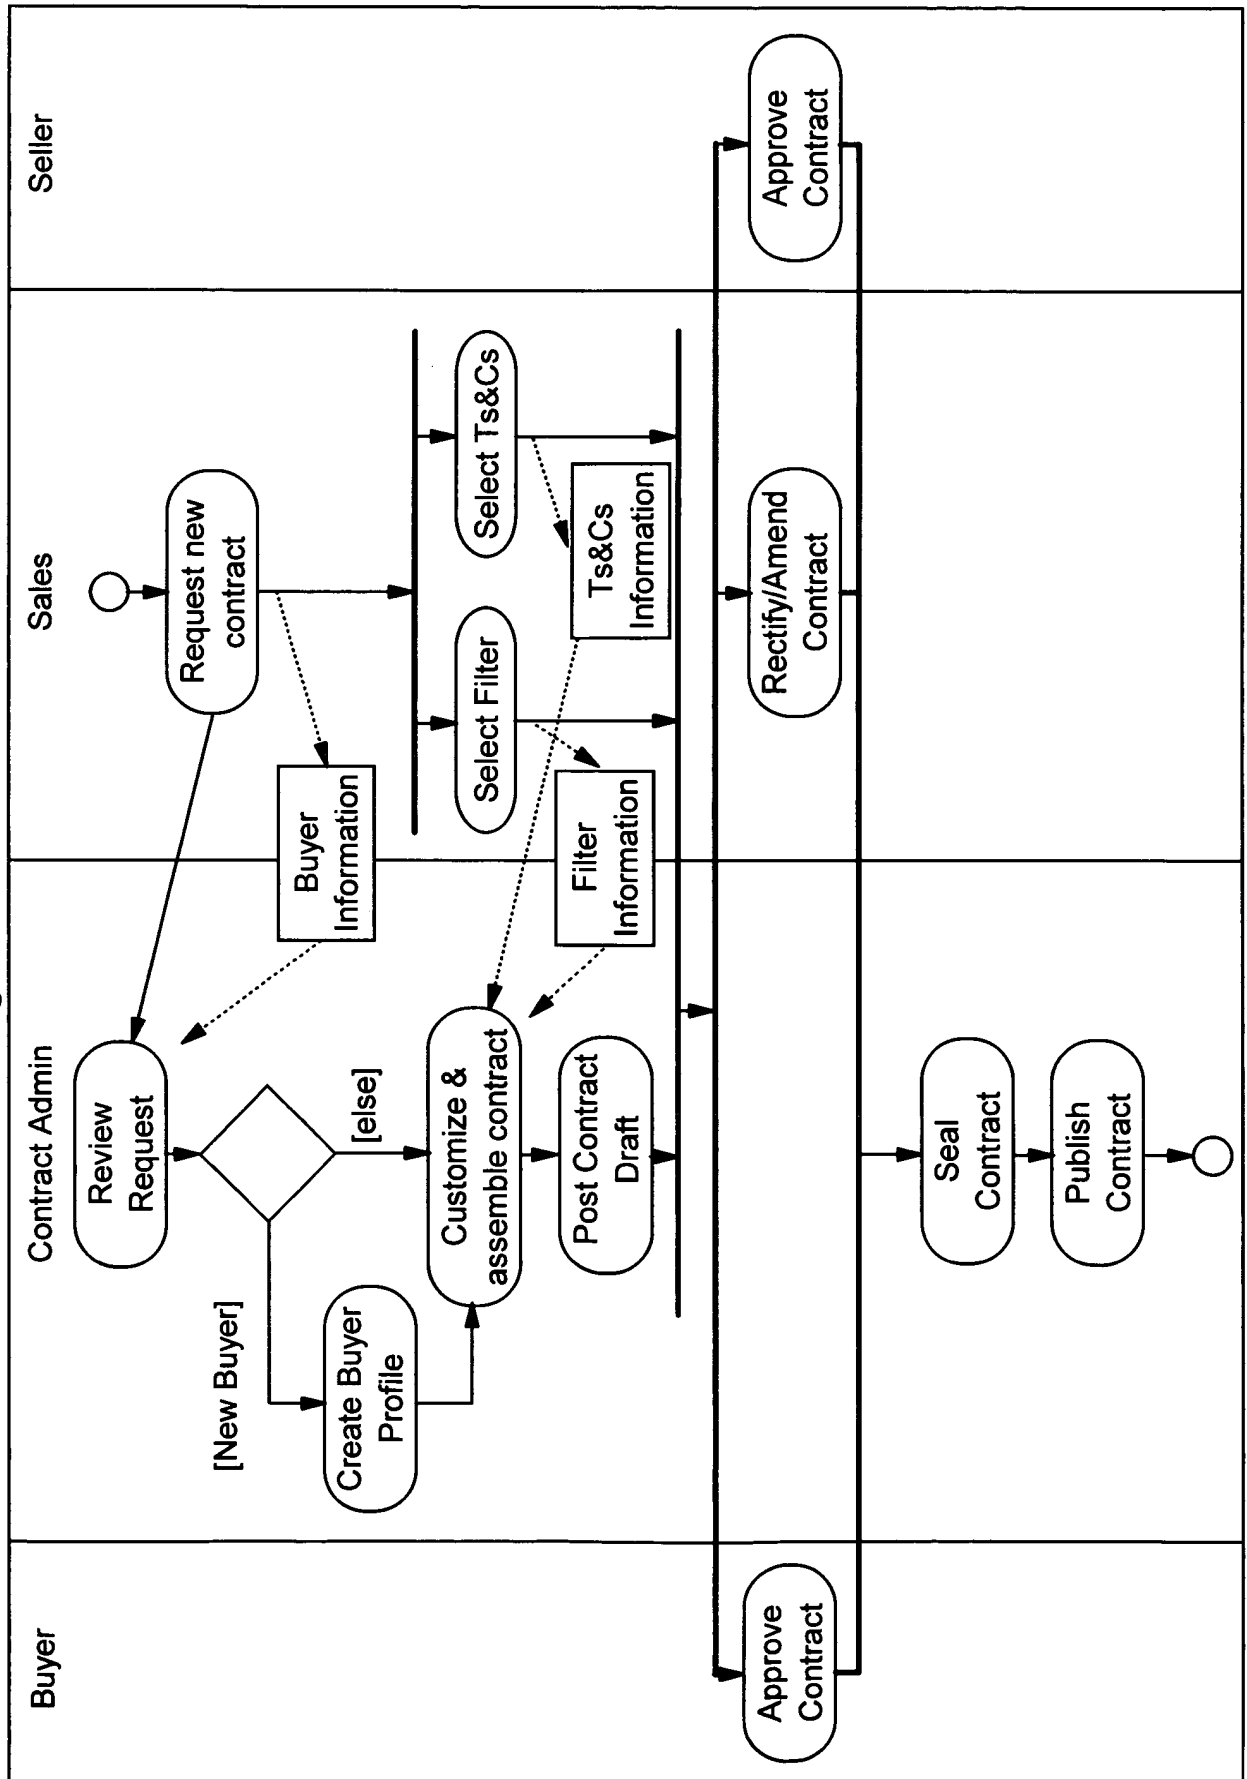 Buyer
Contract Admin
Sales
Seller
Review
Request
Request new
contract
[New Buyer]
[else]
Buyer
Information
Create Buyer
Profile
Customize &
assemble contract
Select Filter
Select Ts&Cs
Post Contract
Draft
Filter
Information
Ts&Cs
Information
Approve
Contract
Rectify/Amend
Contract
Approve
Contract
Seal
Contract
Publish
Contract